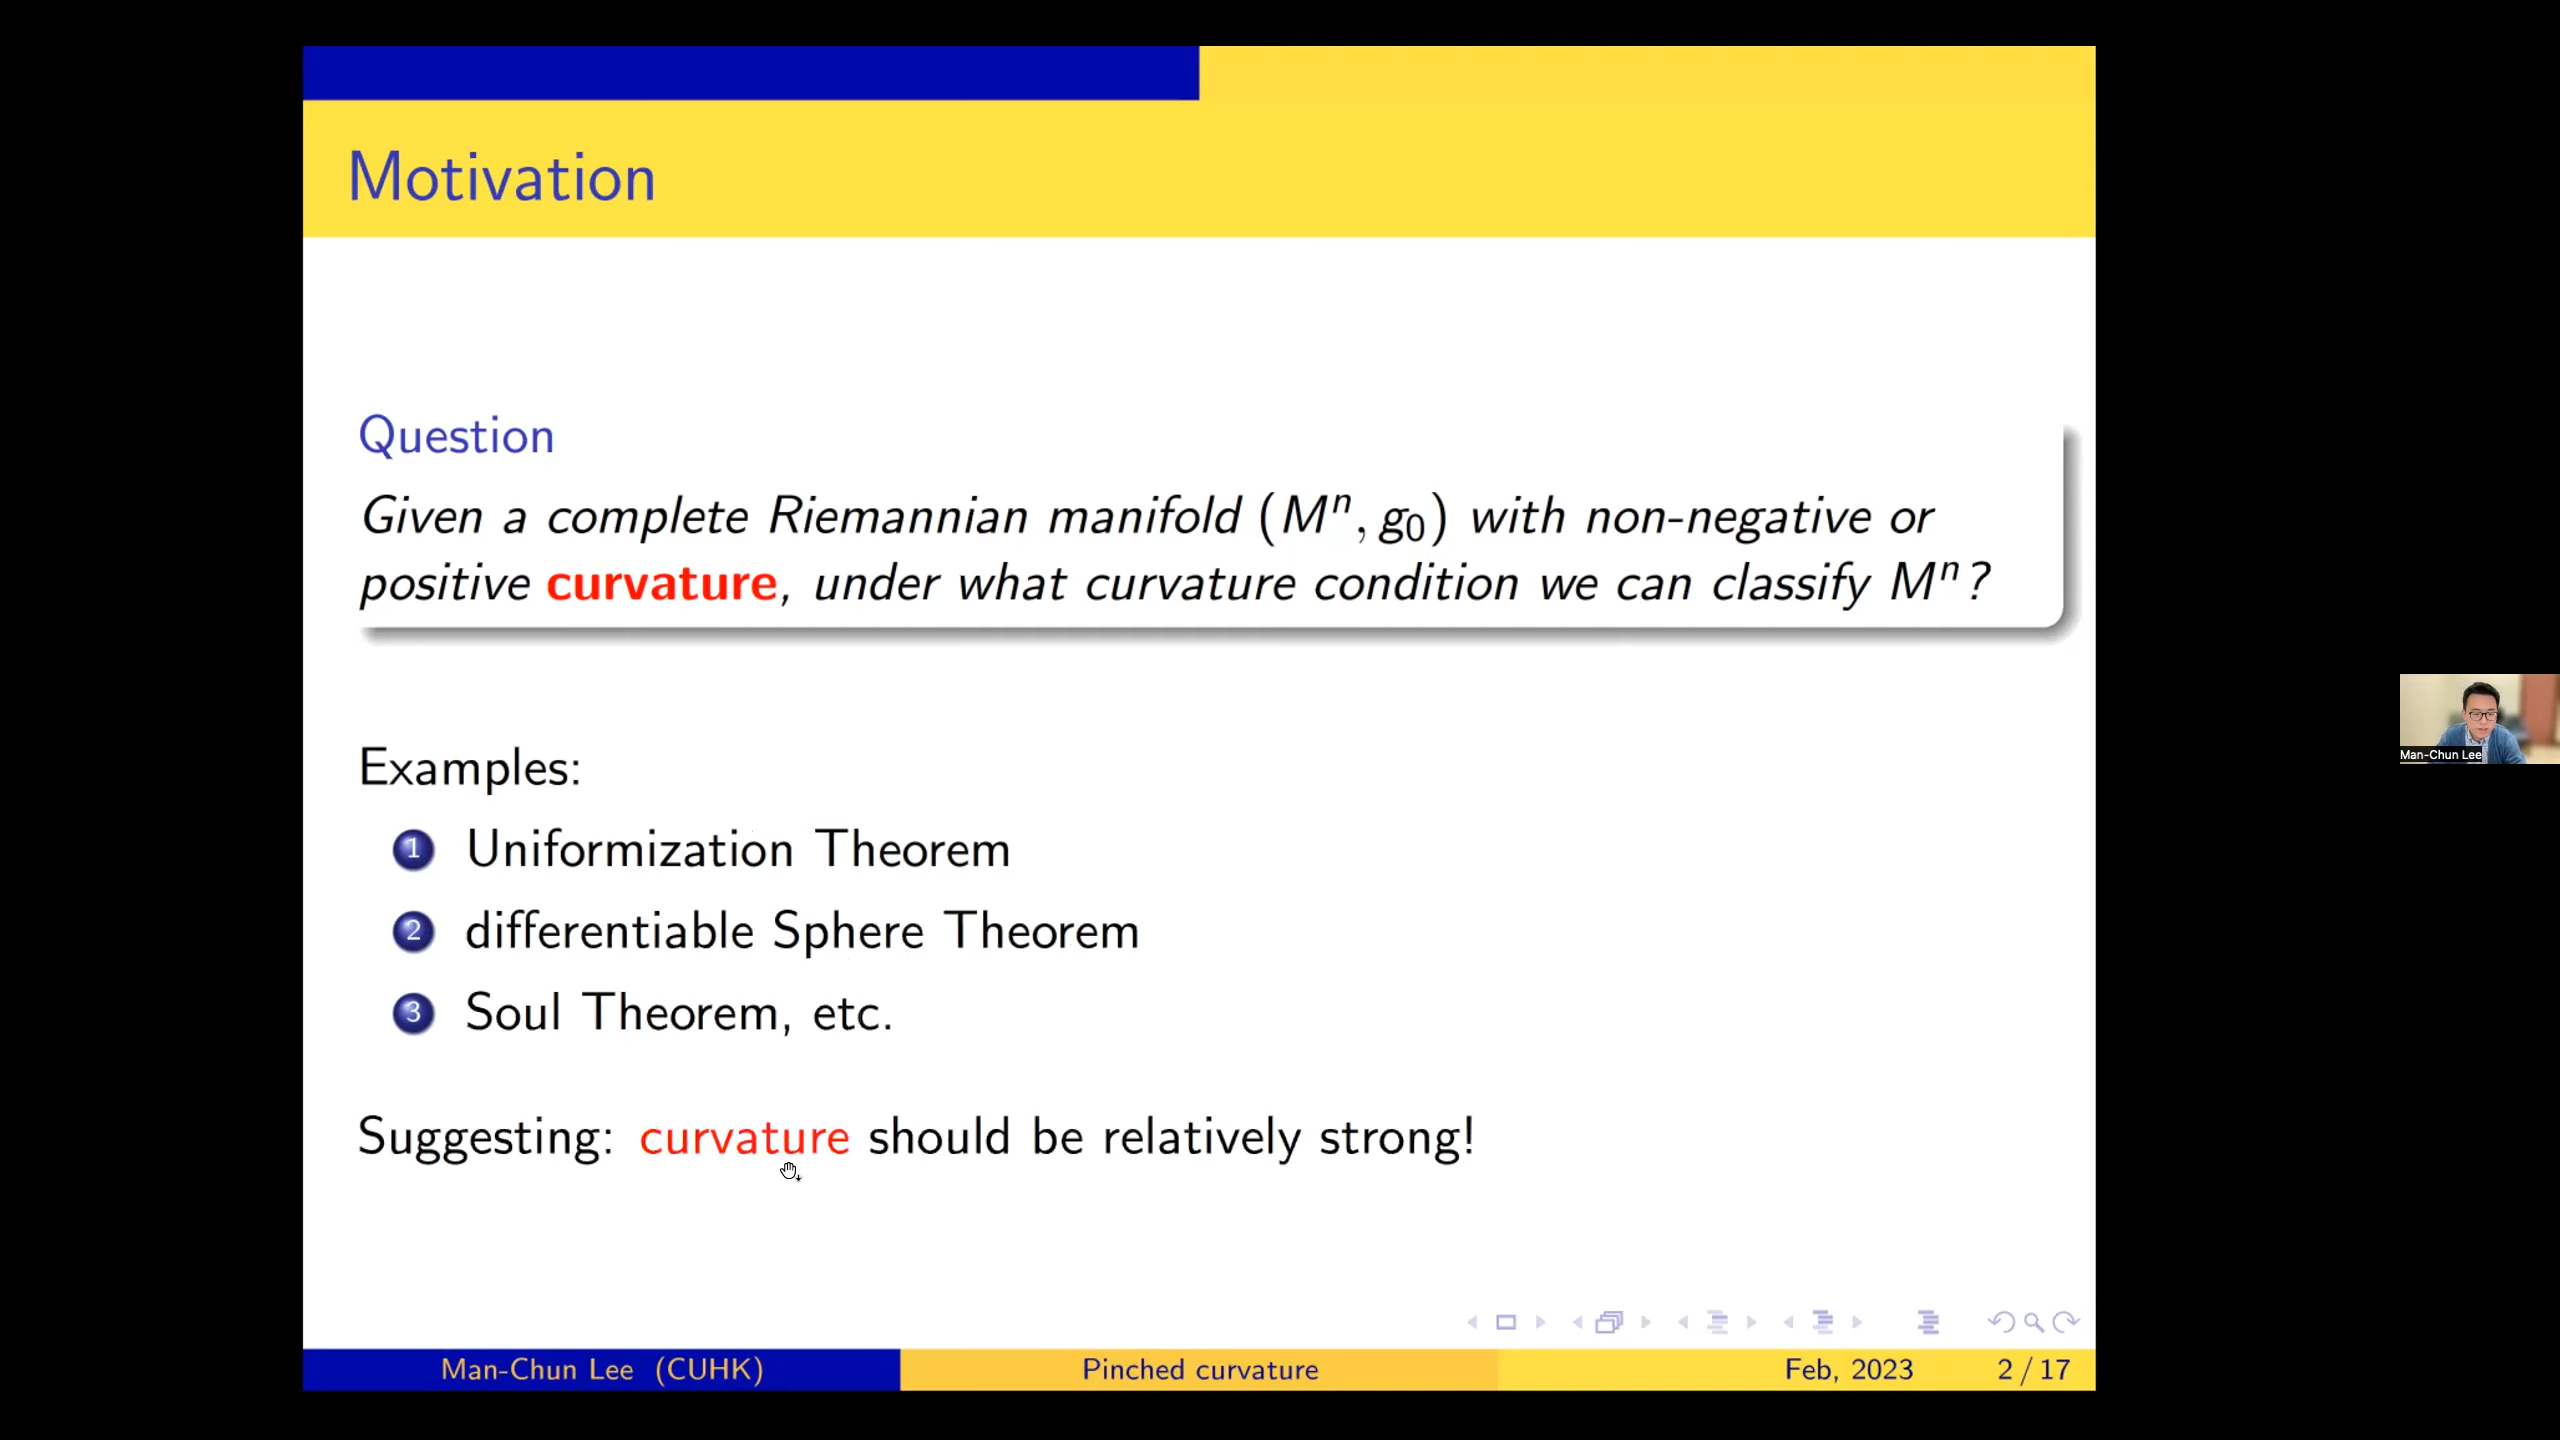 Motivation
Question
Given a complete Riemannian manifold (Mⁿ, g₀) with non-negative or
positive curvature, under what curvature condition we can classify Mⁿ?
Examples:
1 Uniformization Theorem
2 differentiable Sphere Theorem
3 Soul Theorem, etc.
Suggesting: curvature should be relatively strong!
Man-Chun Lee
Man-Chun Lee (CUHK) Pinched curvature Feb, 2023 2 / 17